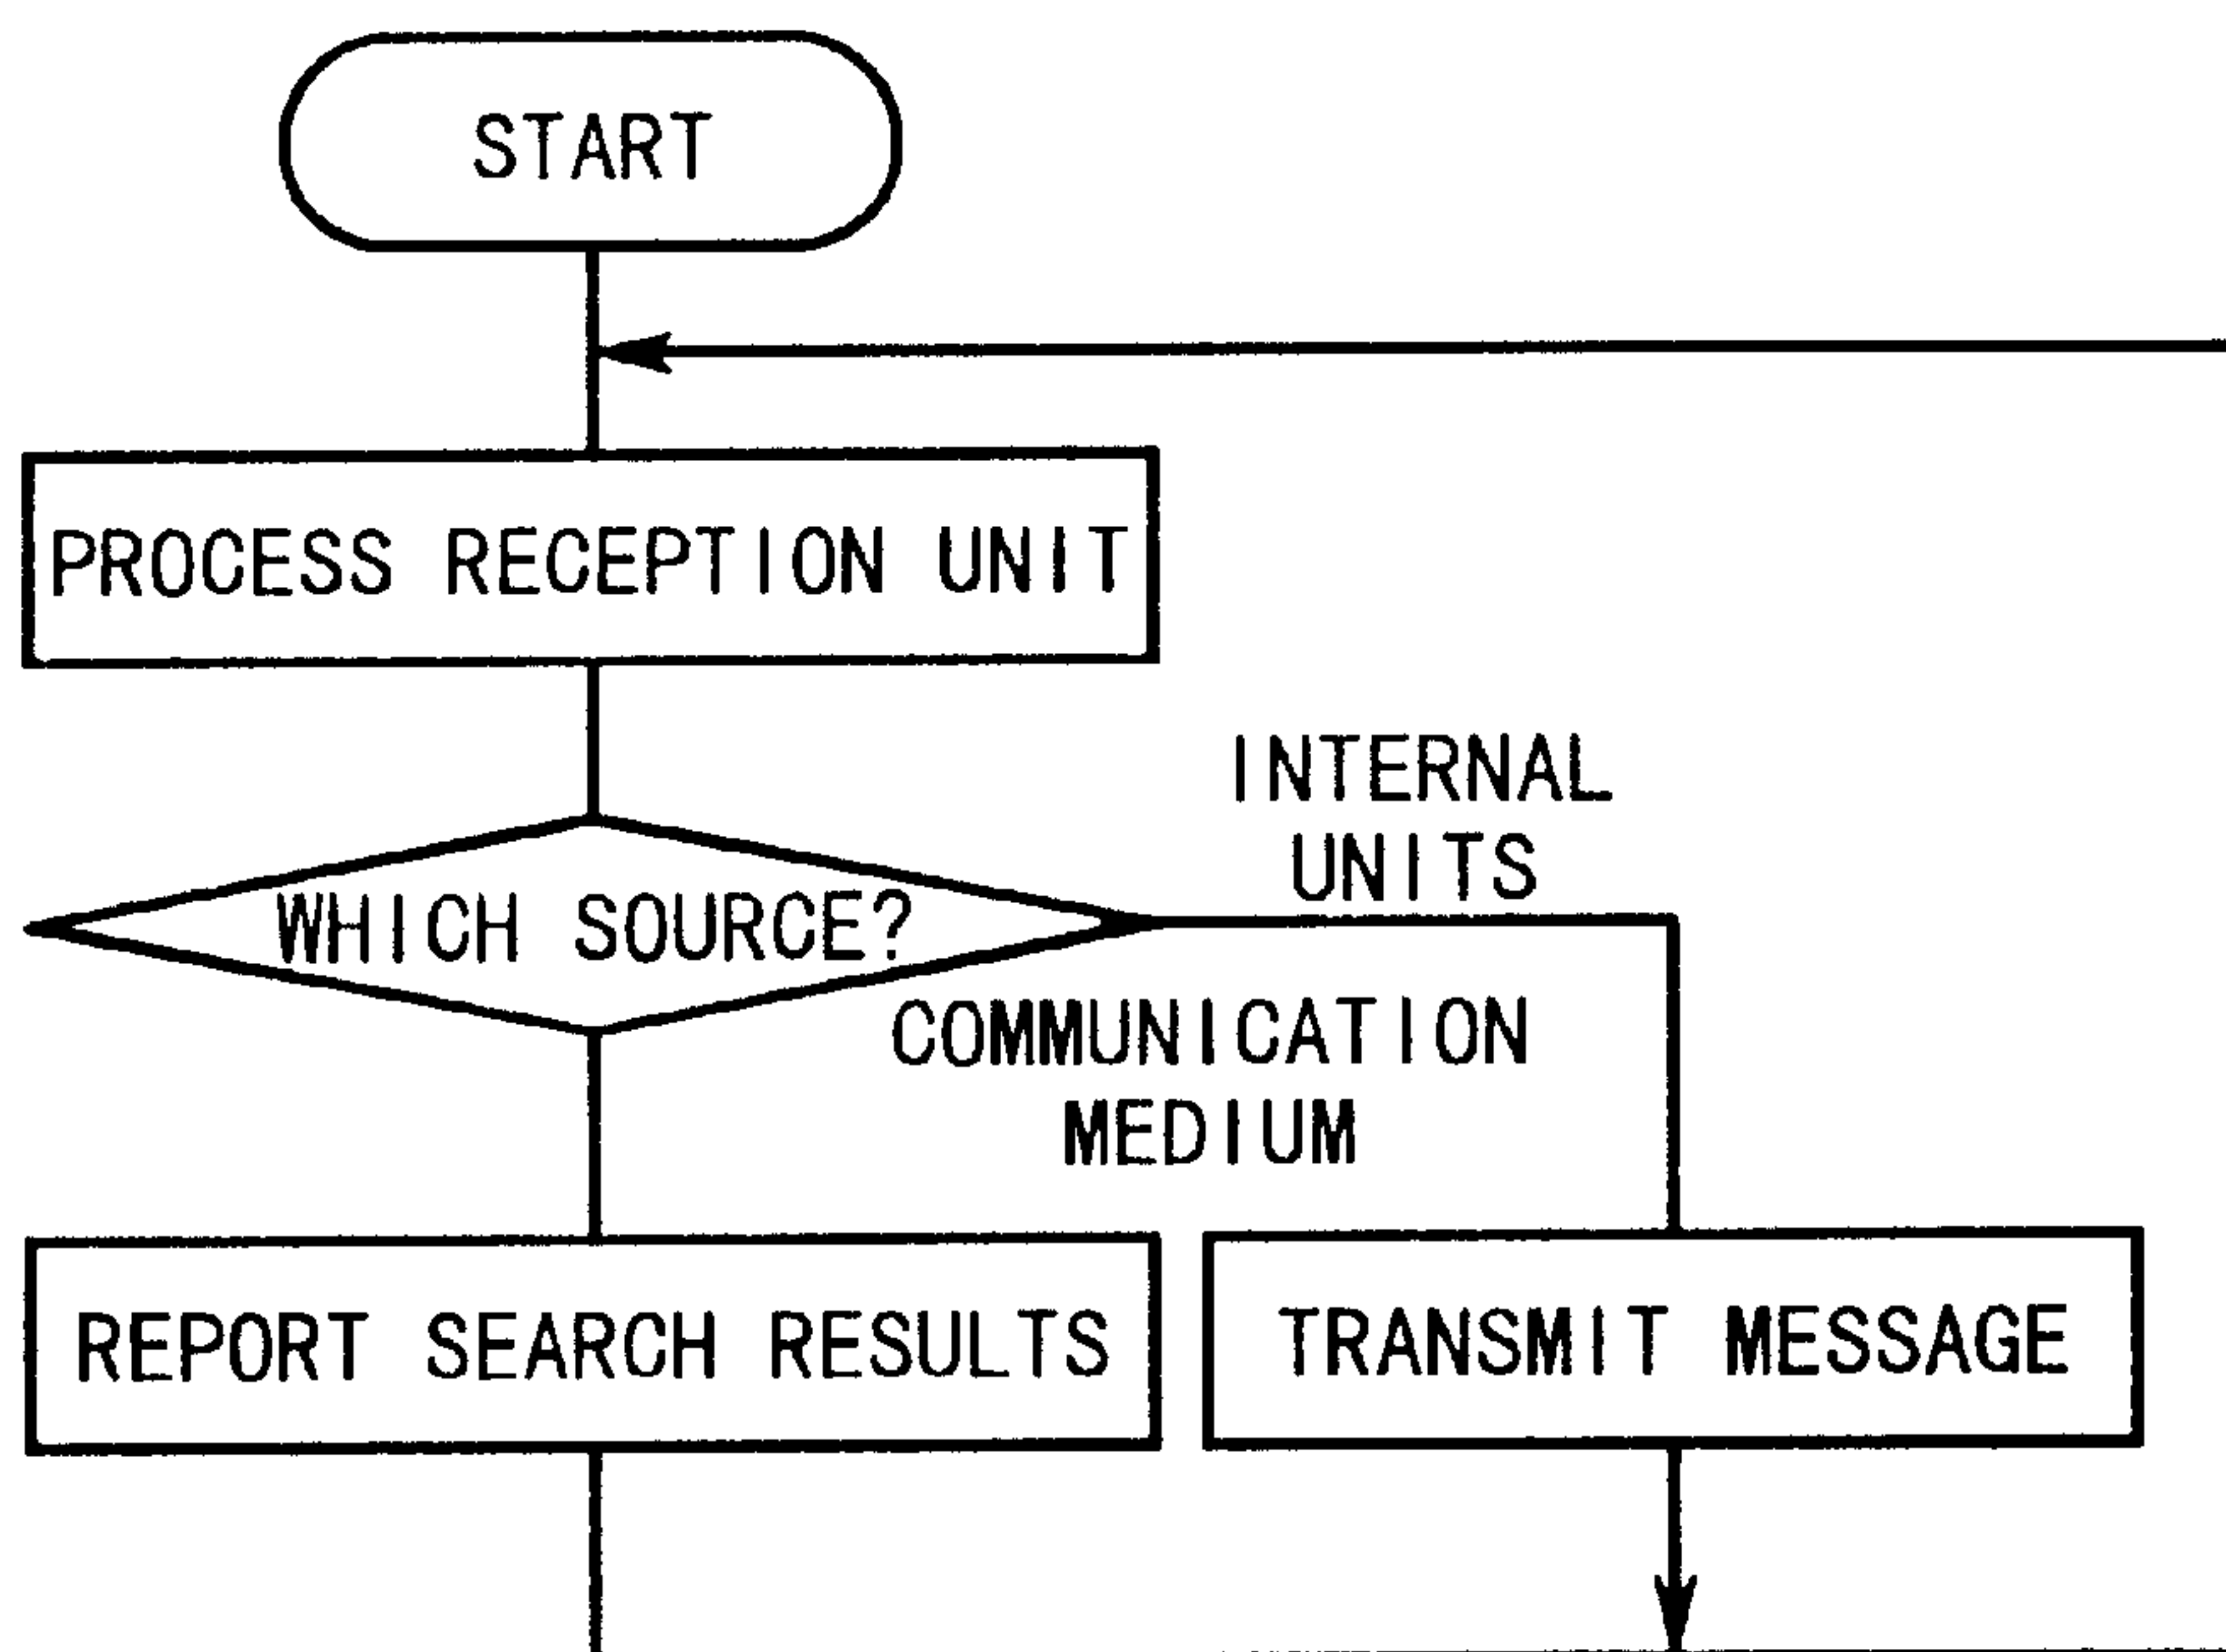 START
PROCESS RECEPTION UNIT
INTERNAL
UNITS
WHICH SOURCE?
COMMUNICATION
MEDIUM
REPORT SEARCH RESULTS
TRANSMIT MESSAGE